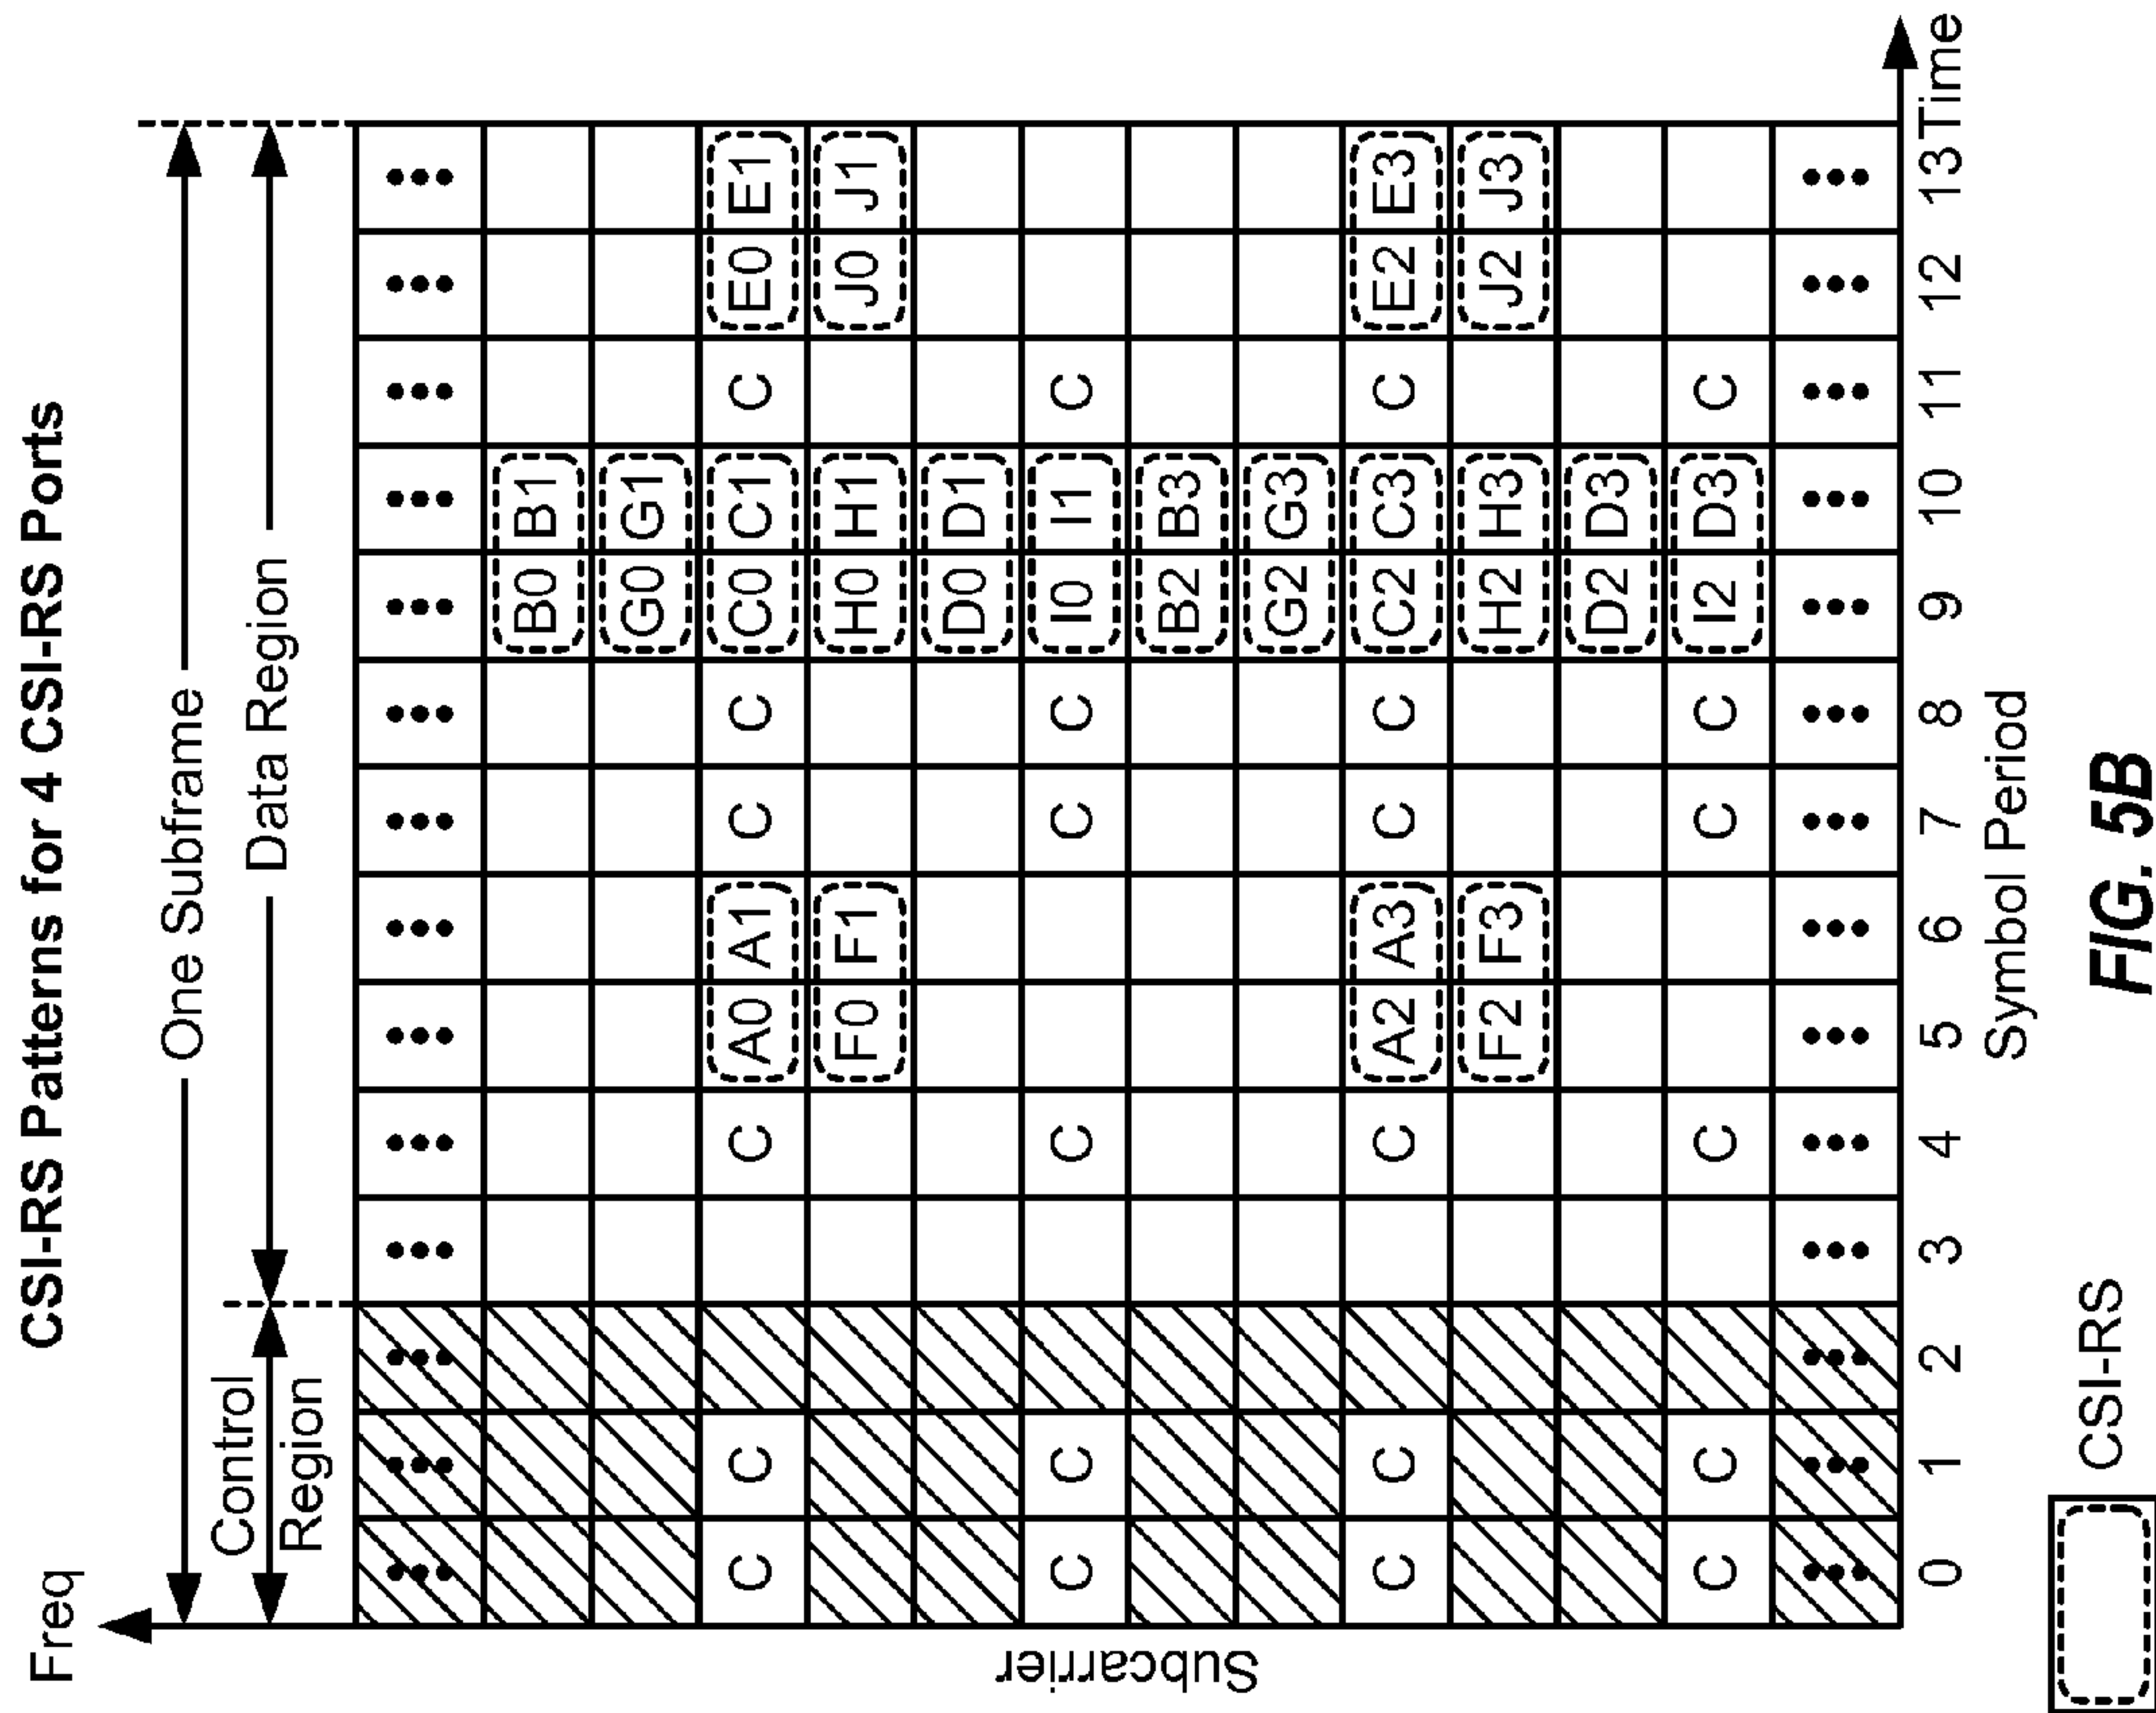 CSI-RS Patterns for 4 CSI-RS Ports
Freq
One Subframe
Control Region
Data Region
Subcarrier
••• ••• ••• ••• ••• ••• ••• ••• ••• ••• ••• ••• ••• •••
B0 B1
G0 G1
C C C A0 A1 C C C0 C1 C E0 E1
F0 F1 H0 H1 J0 J1
D0 D1
C C C C C I0 I1 C
B2 B3
G2 G3
C C C A2 A3 C C C2 C3 C E2 E3
F2 F3 H2 H3 J2 J3
D2 D3
C C C C C I2 D3 C
••• ••• ••• ••• ••• ••• ••• ••• ••• ••• ••• ••• ••• •••
0 1 2 3 4 5 6 7 8 9 10 11 12 13 Time
Symbol Period
CSI-RS
FIG. 5B